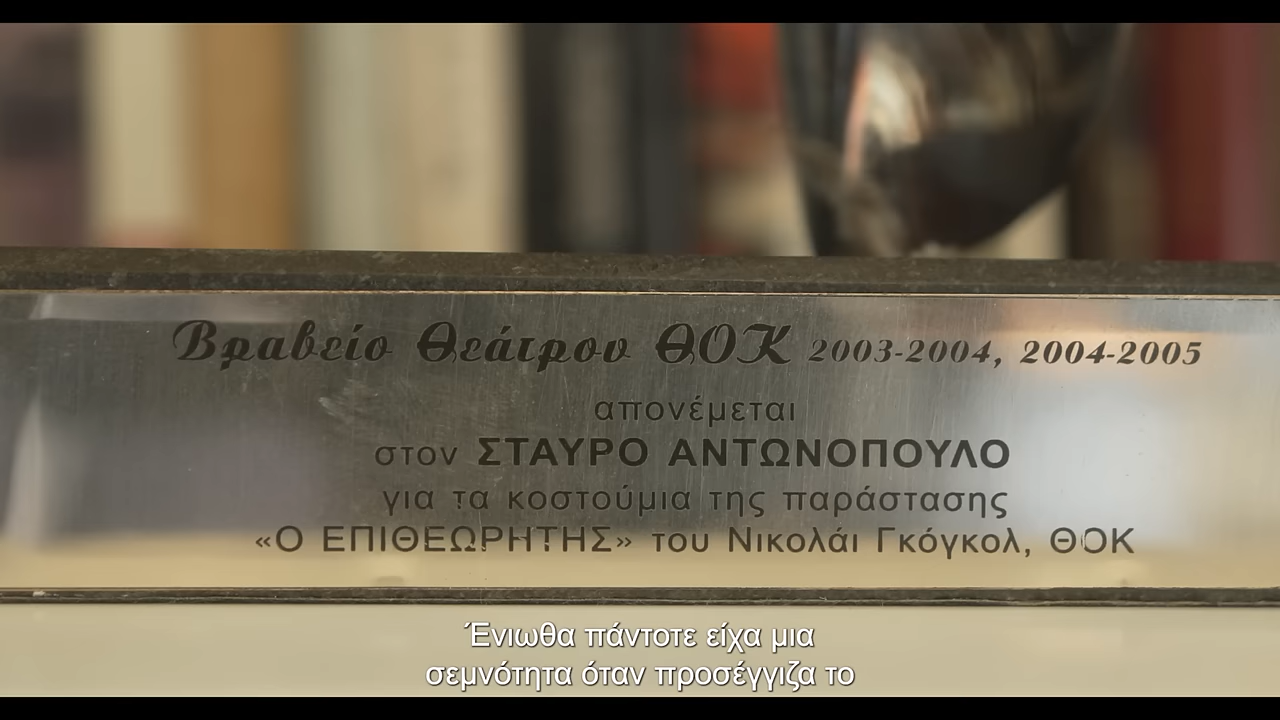 Βραβείο Θεάτρου ΘΟΚ 2003-2004, 2004-2005
απονέμεται
στον ΣΤΑΥΡΟ ΑΝΤΩΝΟΠΟΥΛΟ
για τα κοστούμια της παράστασης
«Ο ΕΠΙΘΕΩΡΗΤΗΣ» του Νικολάι Γκόγκολ, ΘΟΚ
Ένιωθα πάντοτε είχα μια
σεμνότητα όταν προσέγγιζα το